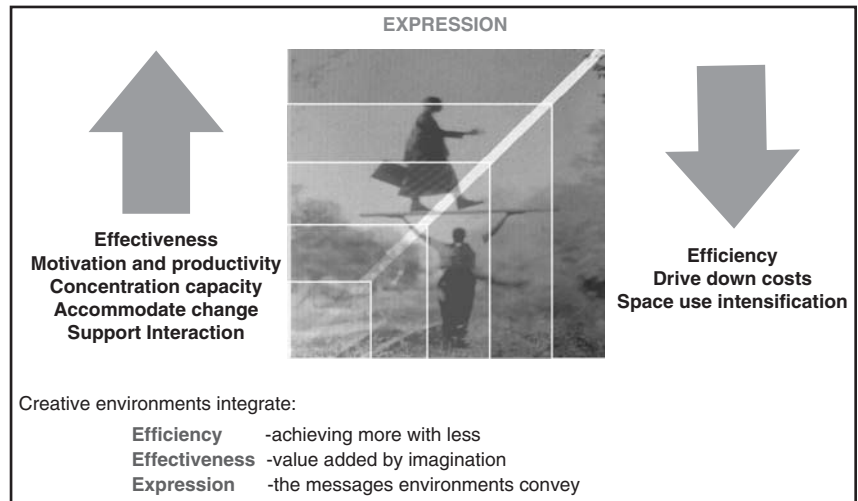 EXPRESSION
Effectiveness
Motivation and productivity
Concentration capacity
Accommodate change
Support Interaction
Efficiency
Drive down costs
Space use intensification
Creative environments integrate:
Efficiency -achieving more with less
Effectiveness -value added by imagination
Expression -the messages environments convey